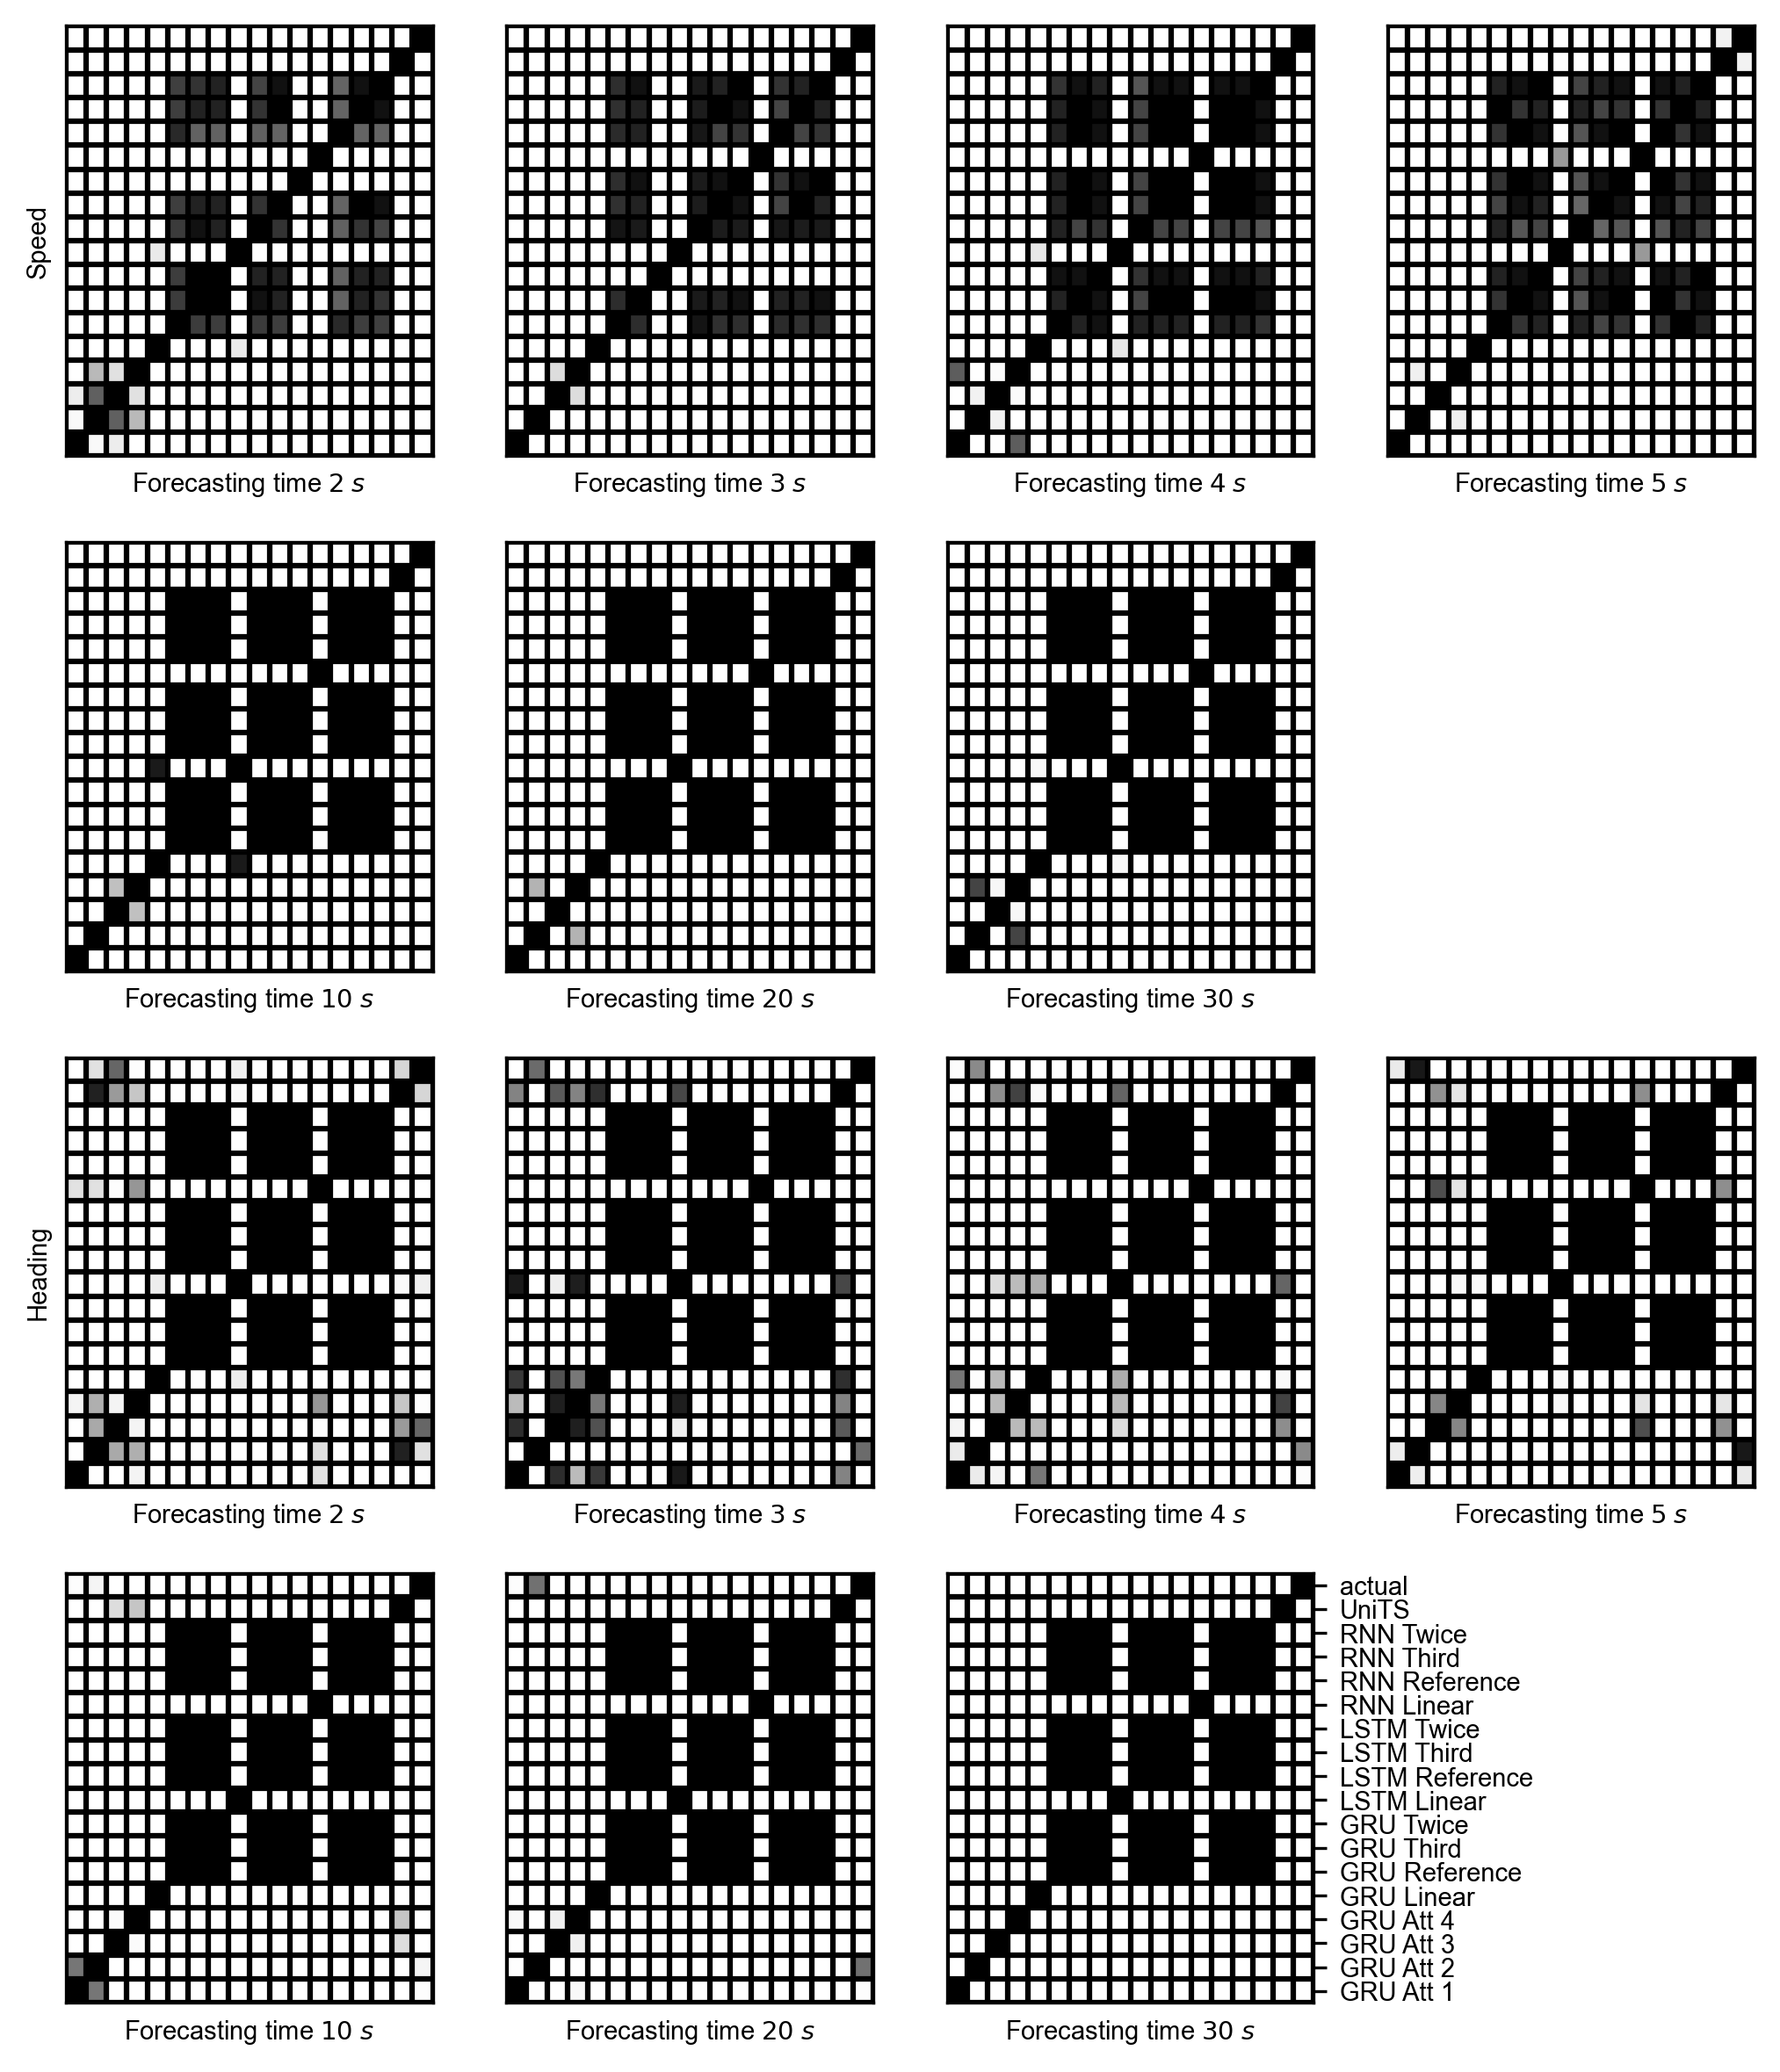 Speed
Forecasting time 2 s
Forecasting time 3 s
Forecasting time 4 s
Forecasting time 5 s
Forecasting time 10 s
Forecasting time 20 s
Forecasting time 30 s
Heading
Forecasting time 2 s
Forecasting time 3 s
Forecasting time 4 s
Forecasting time 5 s
actual
UniTS
RNN Twice
RNN Third
RNN Reference
RNN Linear
LSTM Twice
LSTM Third
LSTM Reference
LSTM Linear
GRU Twice
GRU Third
GRU Reference
GRU Linear
GRU Att 4
GRU Att 3
GRU Att 2
GRU Att 1
Forecasting time 10 s
Forecasting time 20 s
Forecasting time 30 s